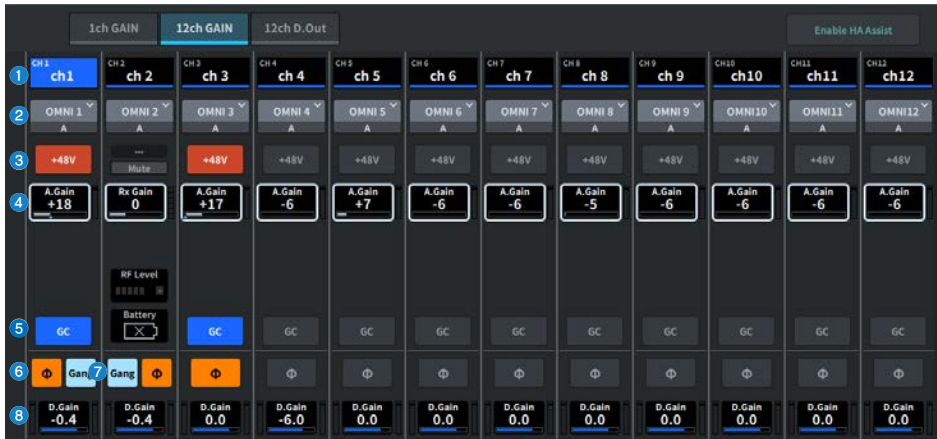 1ch GAIN 12ch GAIN 12ch D.Out Enable HA Assist
CH 1 CH 2 CH 3 CH 4 CH 5 CH 6 CH 7 CH 8 CH 9 CH10 CH11 CH12
1 ch1 ch 2 ch 3 ch 4 ch 5 ch 6 ch 7 ch 8 ch 9 ch10 ch11 ch12
2 OMNI 1 OMNI 2 OMNI 3 OMNI 4 OMNI 5 OMNI 6 OMNI 7 OMNI 8 OMNI 9 OMNI10 OMNI11 OMNI12
A A A A A A A A A A A A
3 +48V --- +48V +48V +48V +48V +48V +48V +48V +48V +48V +48V
Mute
A.Gain Rx Gain A.Gain A.Gain A.Gain A.Gain A.Gain A.Gain A.Gain A.Gain A.Gain A.Gain
4 +18 0 +17 -6 +7 -6 -6 -5 -6 -6 -6 -6
RF Level
Battery
5 GC GC GC GC GC GC GC GC GC GC GC
6 Φ Gang 7 Gang Φ Φ Φ Φ Φ Φ Φ Φ Φ Φ Φ
D.Gain D.Gain D.Gain D.Gain D.Gain D.Gain D.Gain D.Gain D.Gain D.Gain D.Gain D.Gain
8 -0.4 -0.4 0.0 -6.0 0.0 0.0 0.0 0.0 0.0 0.0 0.0 0.0